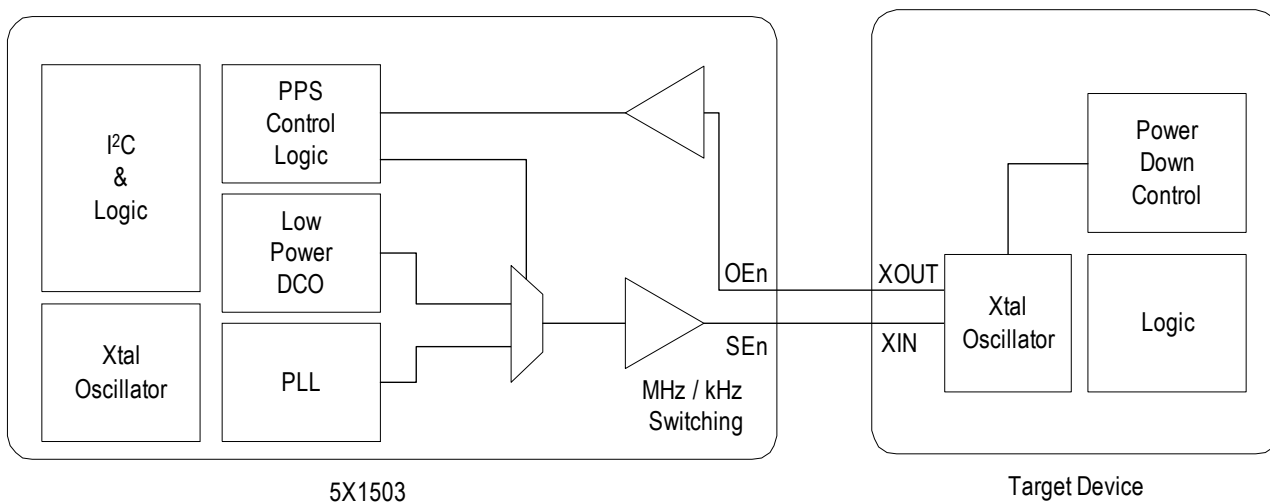 I²C
&
Logic
PPS
Control
Logic
Low
Power
DCO
Xtal
Oscillator
PLL
OEn
SEn
MHz / kHz
Switching
5X1503
XOUT
XIN
Power
Down
Control
Xtal
Oscillator
Logic
Target Device